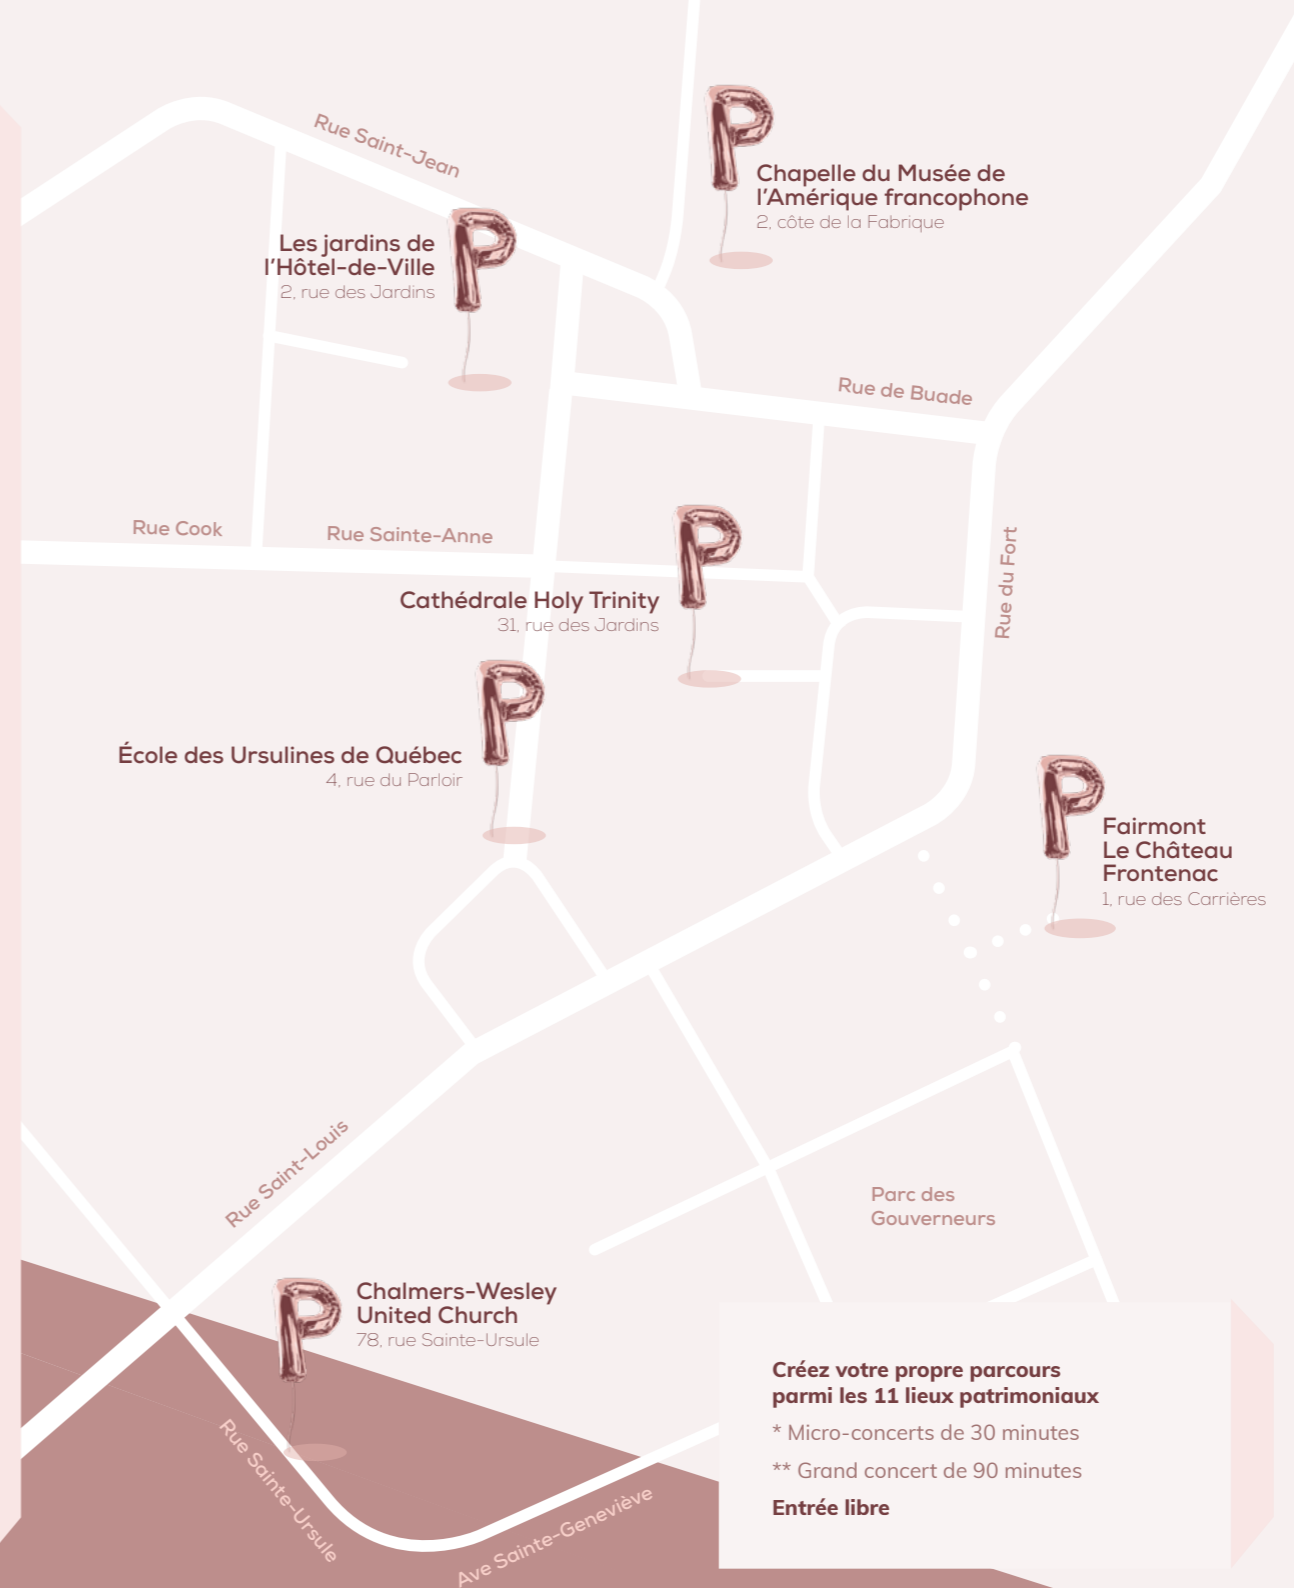 Rue Saint-Jean
Chapelle du Musée de
l'Amérique francophone
2, côte de la Fabrique
Les jardins de
l'Hôtel-de-Ville
2, rue des Jardins
Rue de Buade
Rue Cook
Rue Sainte-Anne
Rue du Fort
Cathédrale Holy Trinity
31, rue des Jardins
École des Ursulines de Québec
4, rue du Parloir
Fairmont
Le Château
Frontenac
1, rue des Carrières
Rue Saint-Louis
Parc des
Gouverneurs
Chalmers-Wesley
United Church
78, rue Sainte-Ursule
Rue Sainte-Ursule
Ave Sainte-Geneviève
Créez votre propre parcours
parmi les 11 lieux patrimoniaux
* Micro-concerts de 30 minutes
** Grand concert de 90 minutes
Entrée libre